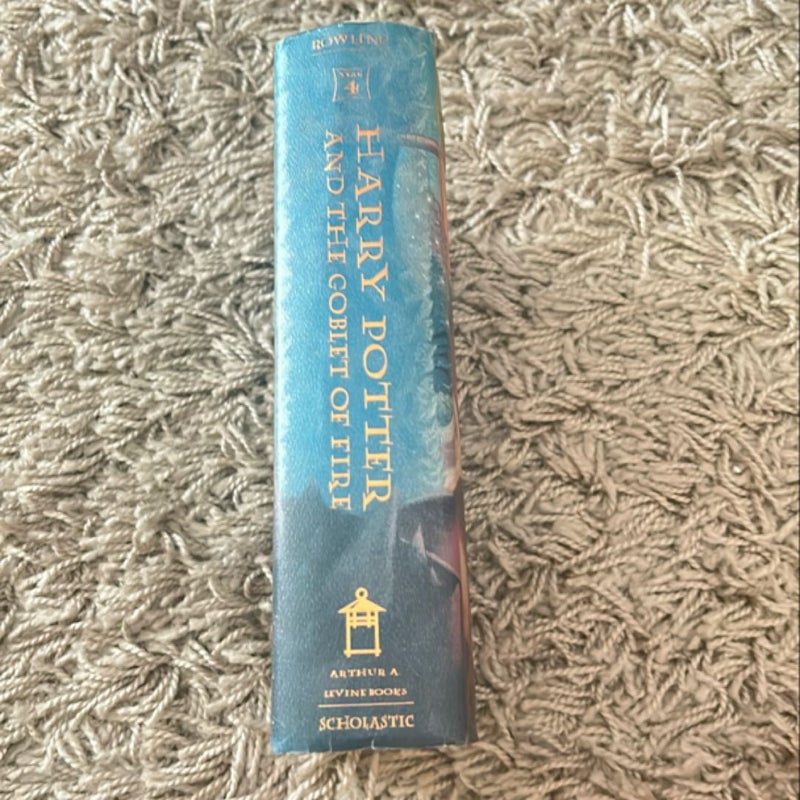 ROWLING
YEAR
4
HARRY POTTER
AND THE GOBLET OF FIRE
ARTHUR A.
LEVINE BOOKS
SCHOLASTIC